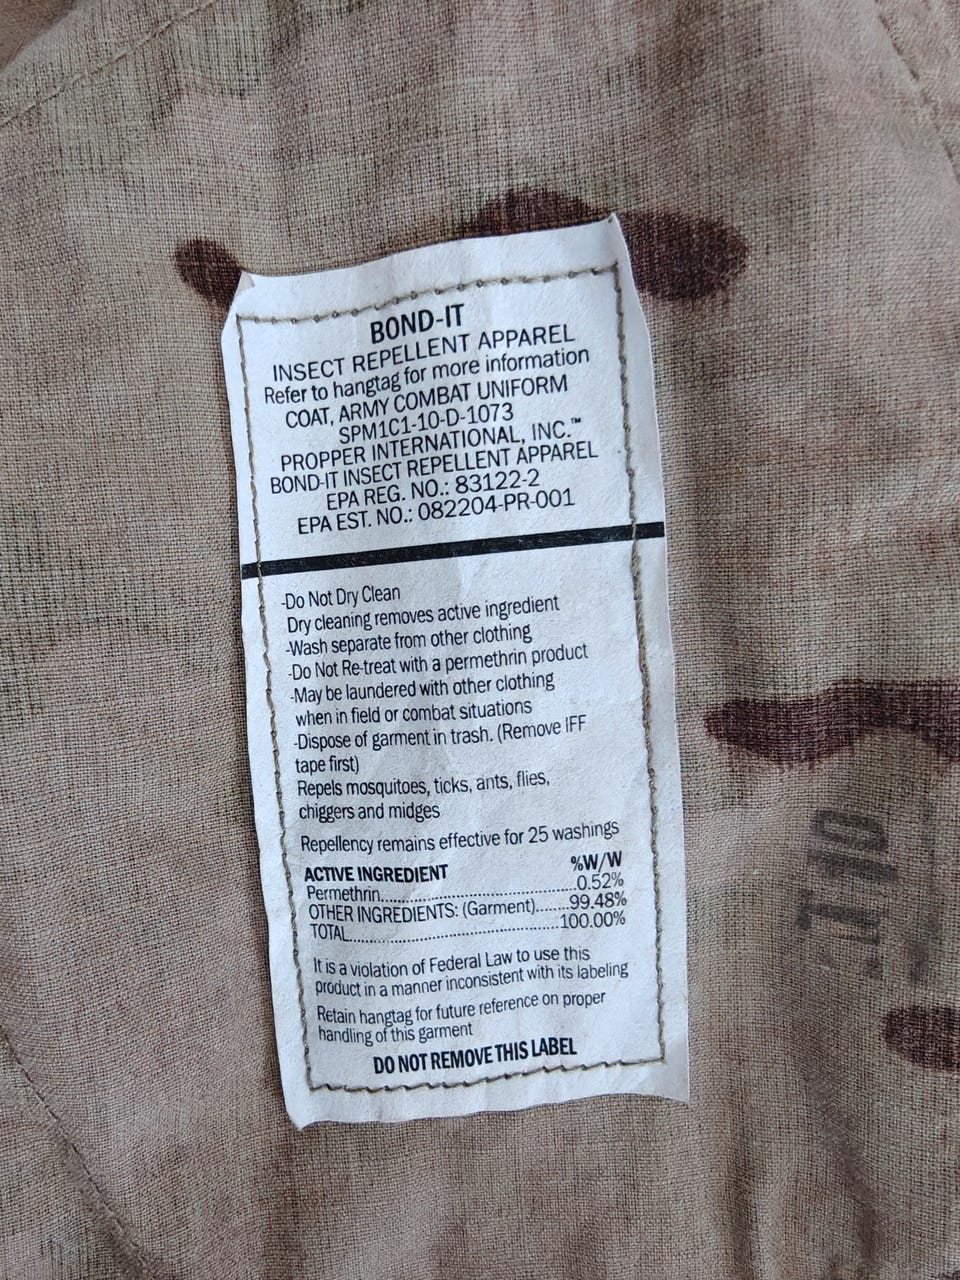 BOND-IT
INSECT REPELLENT APPAREL
Refer to hangtag for more information
COAT, ARMY COMBAT UNIFORM
SPM1C1-10-D-1073
PROPPER INTERNATIONAL, INC.™
BOND-IT INSECT REPELLENT APPAREL
EPA REG. NO.: 83122-2
EPA EST. NO.: 082204-PR-001
-Do Not Dry Clean
Dry cleaning removes active ingredient
-Wash separate from other clothing
-Do Not Re-treat with a permethrin product
-May be laundered with other clothing
when in field or combat situations
-Dispose of garment in trash. (Remove IFF
tape first)
Repels mosquitoes, ticks, ants, flies,
chiggers and midges
Repellency remains effective for 25 washings
ACTIVE INGREDIENT %W/W
Permethrin..............................0.52%
OTHER INGREDIENTS: (Garment).......99.48%
TOTAL....................................100.00%
It is a violation of Federal Law to use this
product in a manner inconsistent with its labeling
Retain hangtag for future reference on proper
handling of this garment
DO NOT REMOVE THIS LABEL